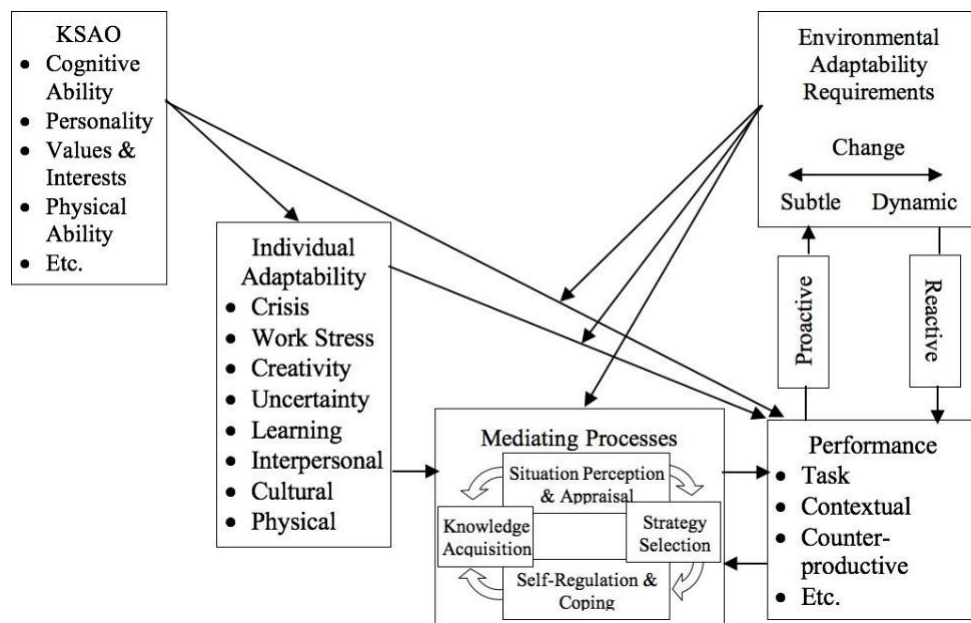 KSAO
• Cognitive
Ability
• Personality
• Values &
Interests
• Physical
Ability
• Etc.
Individual
Adaptability
• Crisis
• Work Stress
• Creativity
• Uncertainty
• Learning
• Interpersonal
• Cultural
• Physical
Environmental
Adaptability
Requirements
Change
Subtle Dynamic
Proactive
Reactive
Mediating Processes
Situation Perception
& Appraisal
Knowledge
Acquisition
Strategy
Selection
Self-Regulation &
Coping
Performance
• Task
• Contextual
• Counter-
productive
• Etc.